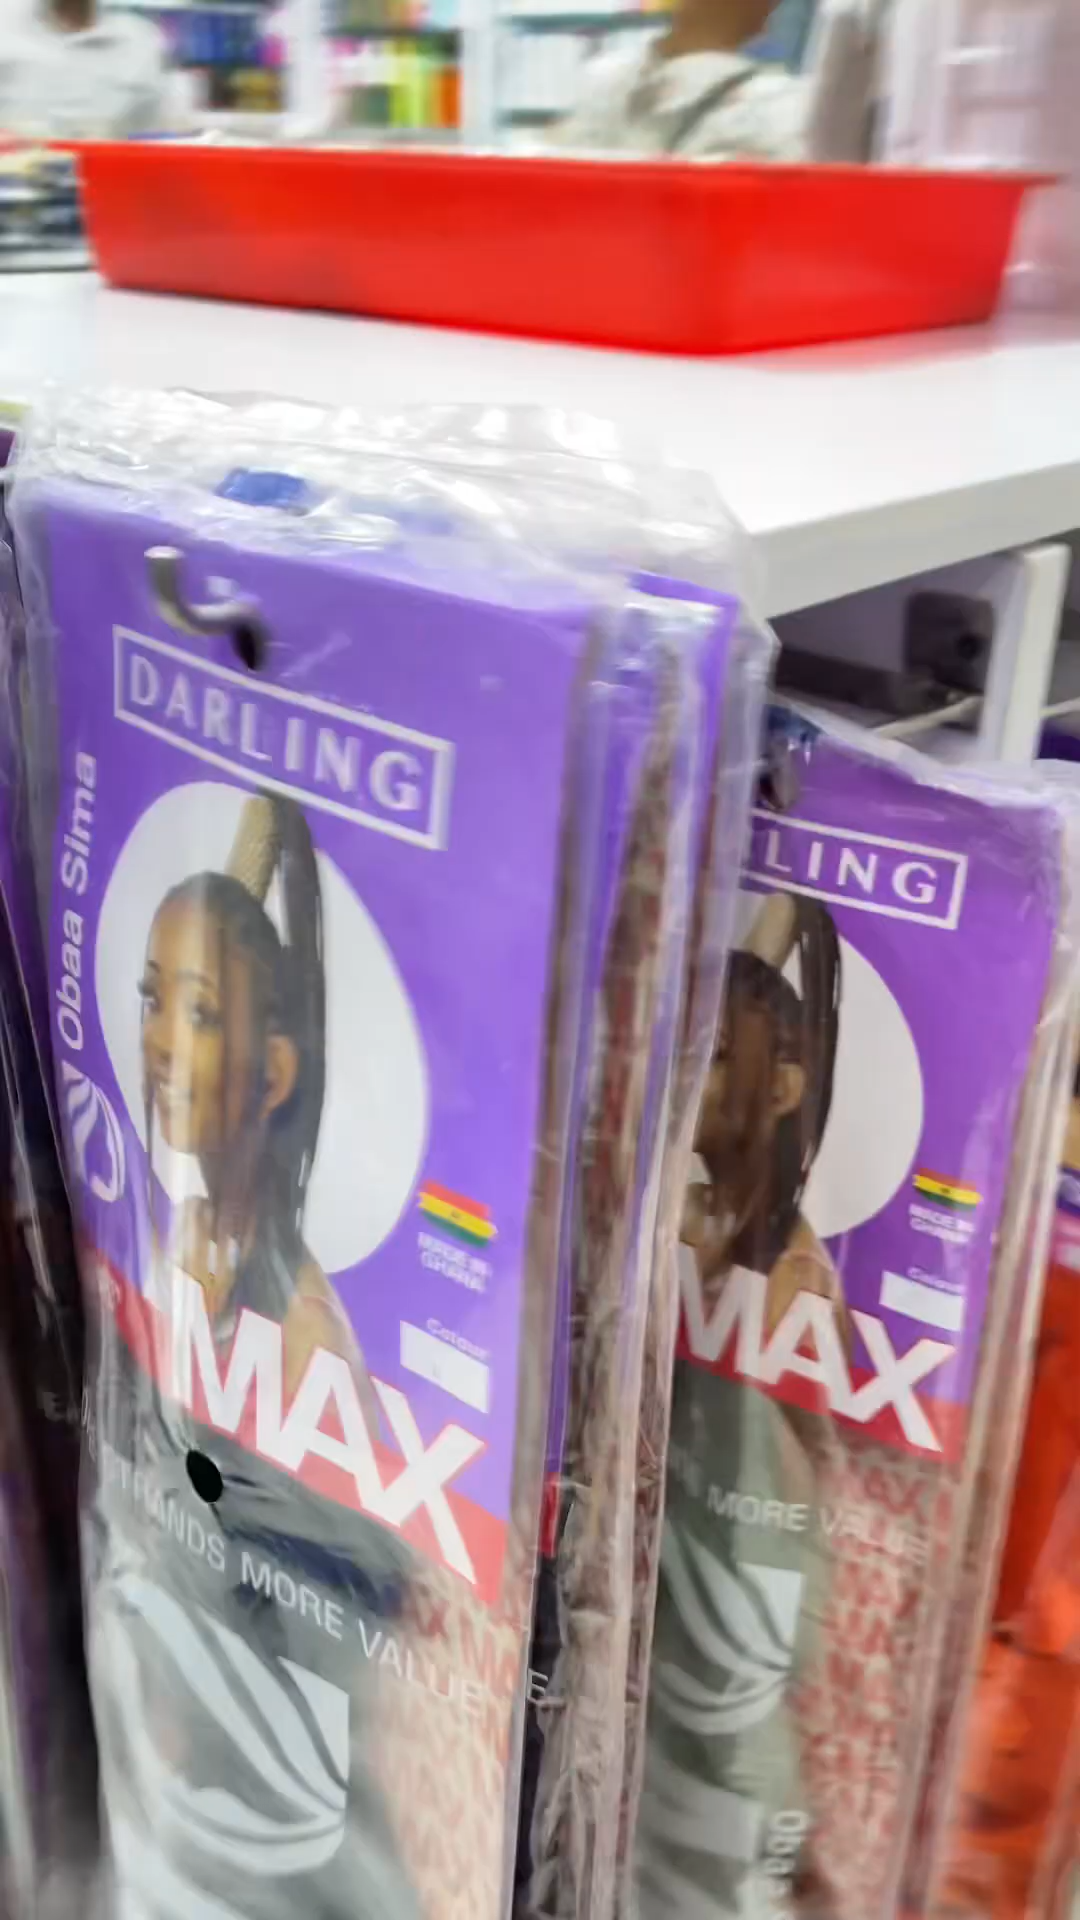 DARLING
Obaa Sima
MADE IN
GHANA
Colour
MAX
STRANDS MORE VALUE
LING
MADE IN
GHANA
Colour
MAX
MORE VALUE
Obaa